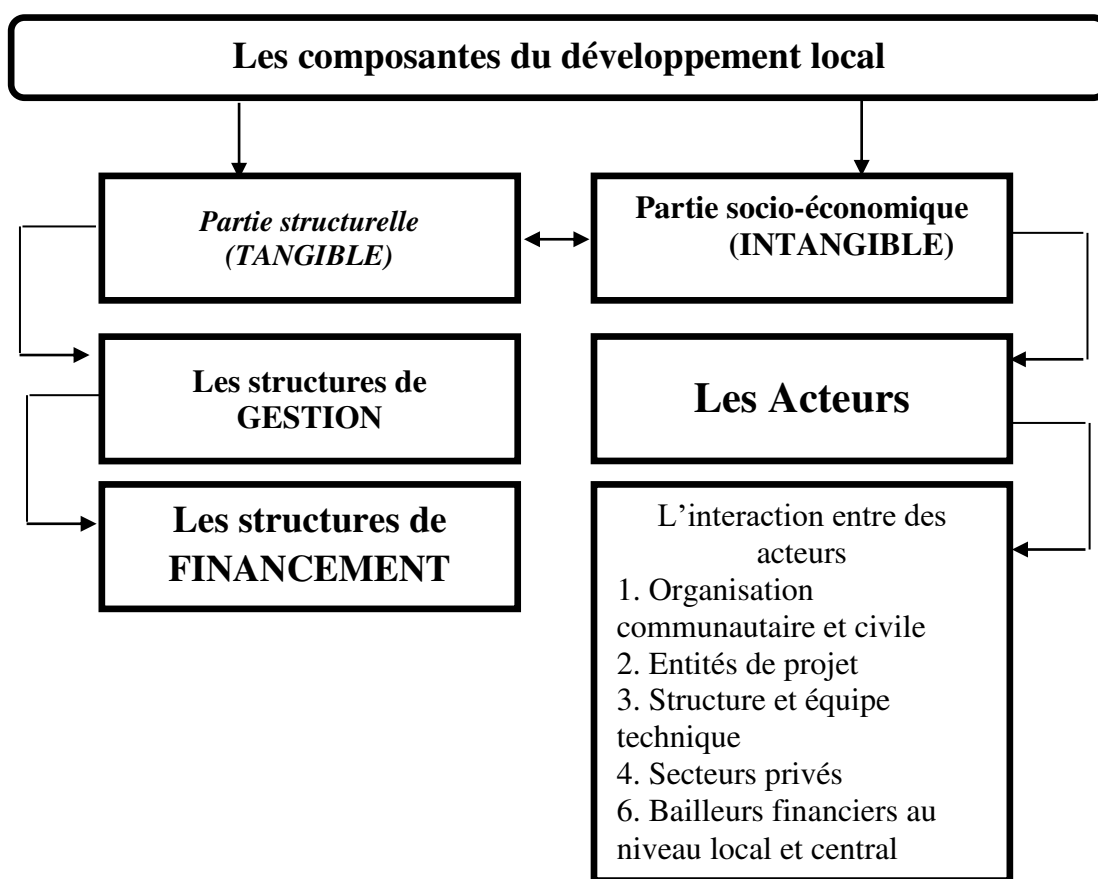 Les composantes du développement local
Partie structurelle
(TANGIBLE)
Partie socio-économique
(INTANGIBLE)
Les structures de
GESTION
Les Acteurs
Les structures de
FINANCEMENT
L’interaction entre des
acteurs
1. Organisation
communautaire et civile
2. Entités de projet
3. Structure et équipe
technique
4. Secteurs privés
6. Bailleurs financiers au
niveau local et central